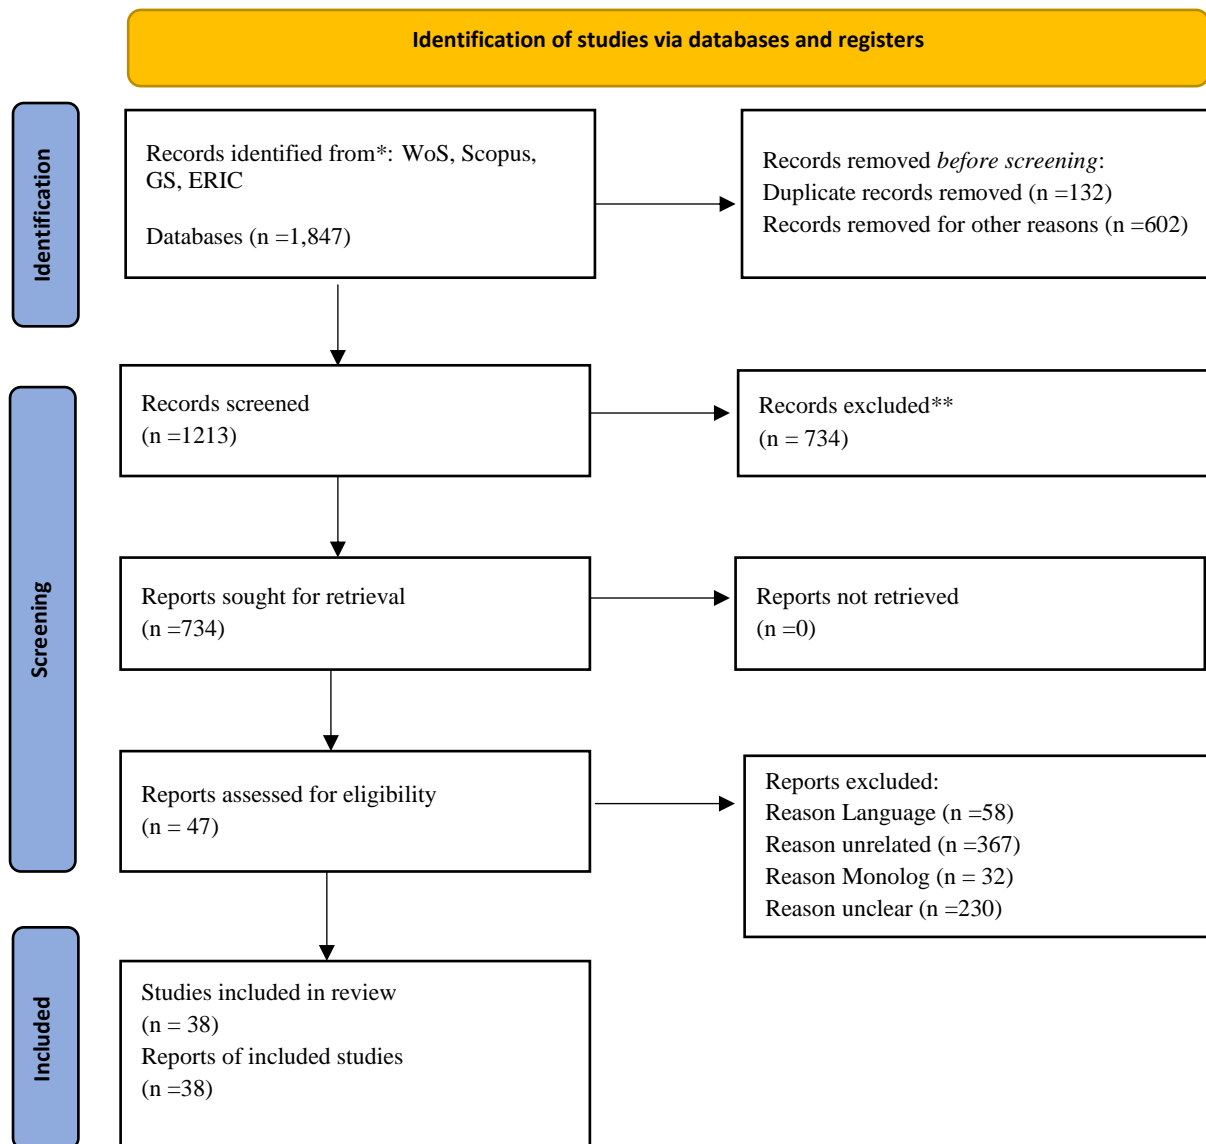 Identification of studies via databases and registers
Identification
Records identified from*: WoS, Scopus,
GS, ERIC
Databases (n =1,847)
Records removed before screening:
Duplicate records removed (n =132)
Records removed for other reasons (n =602)
Screening
Records screened
(n =1213)
Records excluded**
(n = 734)
Reports sought for retrieval
(n =734)
Reports not retrieved
(n =0)
Reports assessed for eligibility
(n = 47)
Reports excluded:
Reason Language (n =58)
Reason unrelated (n =367)
Reason Monolog (n = 32)
Reason unclear (n =230)
Included
Studies included in review
(n = 38)
Reports of included studies
(n =38)